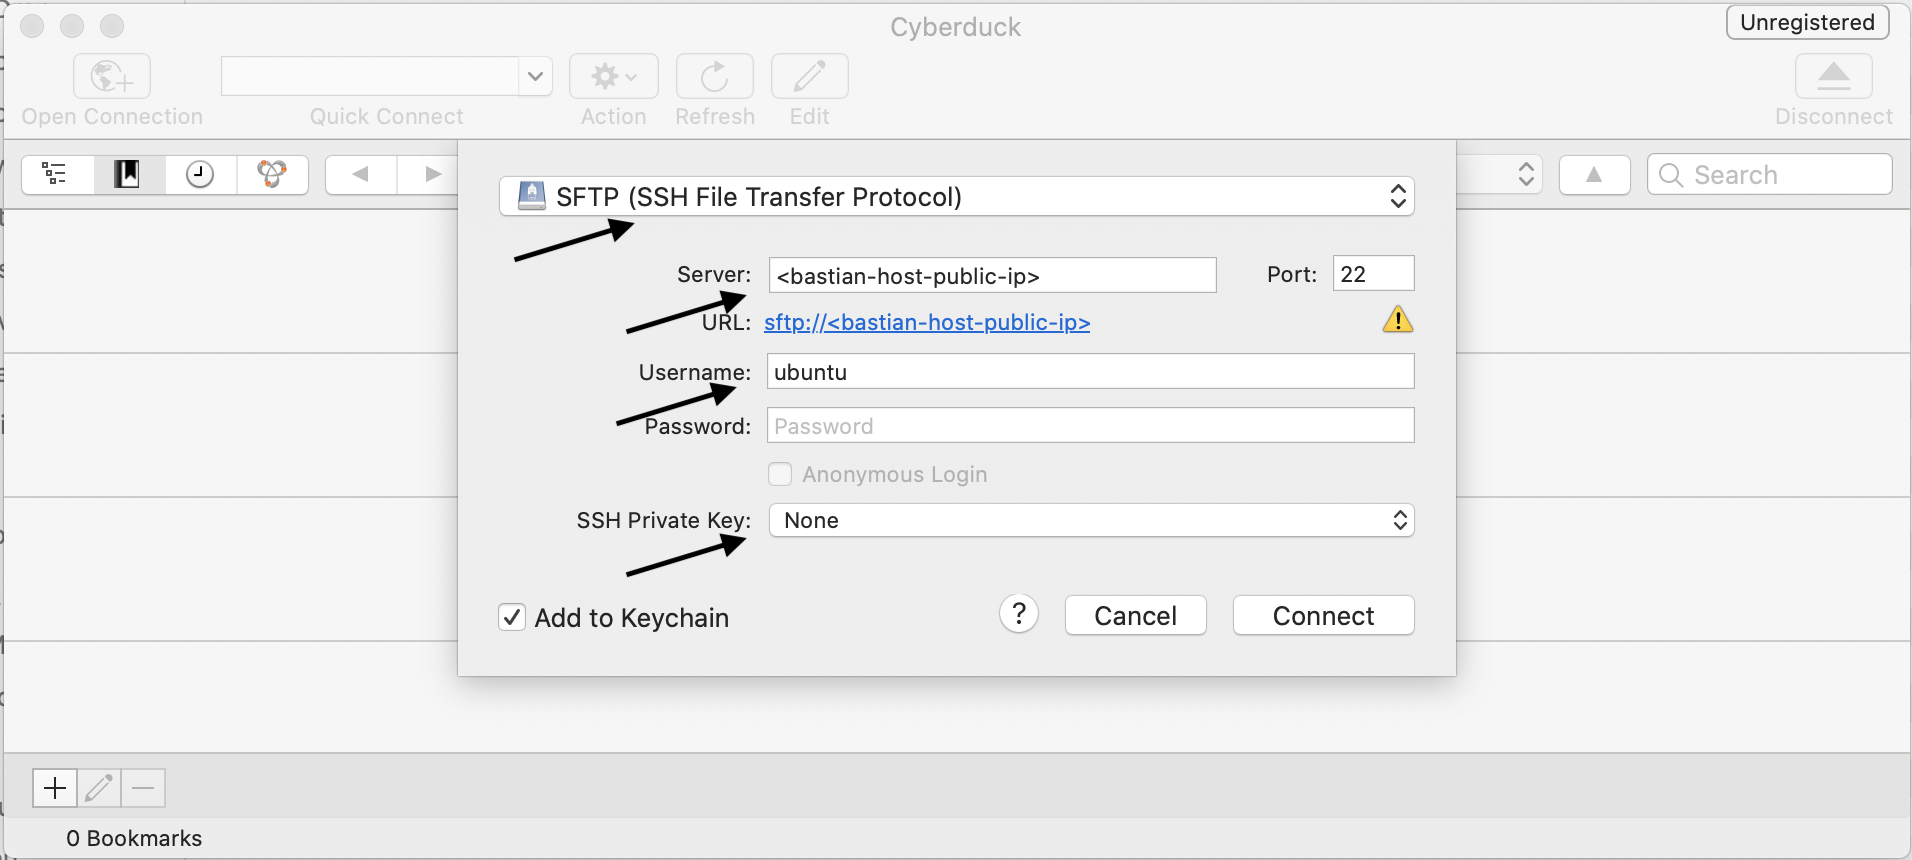 Cyberduck
Unregistered
Open Connection
Quick Connect
Action
Refresh
Edit
Disconnect
Search
SFTP (SSH File Transfer Protocol)
Server: <bastian-host-public-ip> Port: 22
URL: sftp://<bastian-host-public-ip>
Username: ubuntu
Password: Password
Anonymous Login
SSH Private Key: None
Add to Keychain ? Cancel Connect
0 Bookmarks